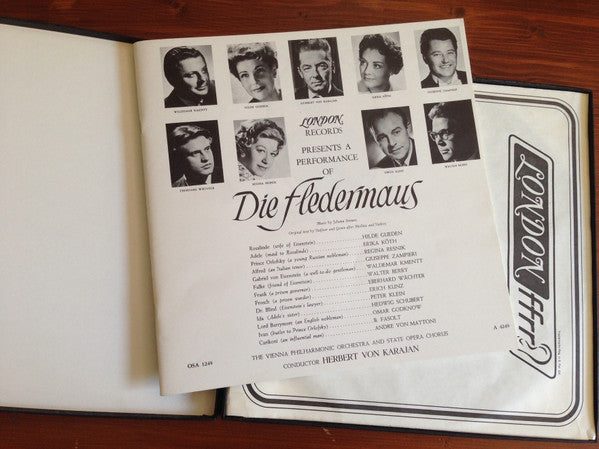 WALDEMAR KMENTT
HILDE GUEDEN
HERBERT VON KARAJAN
ERIKA KÖTH
GIUSEPPE ZAMPIERI
EBERHARD WÄCHTER
REGINA RESNIK
ERICH KUNZ
WALTER BERRY
LONDON
RECORDS
PRESENTS A
PERFORMANCE
OF
Die Fledermaus
Music by Johann Strauss
Rosalinde (wife of Eisenstein) HILDE GUEDEN
Adele (maid to Rosalinde) ERIKA KÖTH
Prince Orlofsky (a young Russian nobleman) REGINA RESNIK
Alfred (an Italian tenor) GIUSEPPE ZAMPIERI
Gabriel von Eisenstein (a well-to-do gentleman) WALDEMAR KMENTT
Falke (friend of Eisenstein) WALTER BERRY
Frank (a prison governor) EBERHARD WÄCHTER
Frosch (a prison warder) ERICH KUNZ
Dr. Blind (Eisenstein's lawyer) PETER KLEIN
Ida (Adele's sister) HEDWIG SCHUBERT
Lord Barrymore (an English nobleman) OMAR GODKNOW
Ivan (butler to Prince Orlofsky) R. FASOLT
Carikoni (an influential man) ANDRE VON MATTONI
THE VIENNA PHILHARMONIC ORCHESTRA AND STATE OPERA CHORUS
CONDUCTOR HERBERT VON KARAJAN
OSA 1249
A 4249
LONDON ffrr